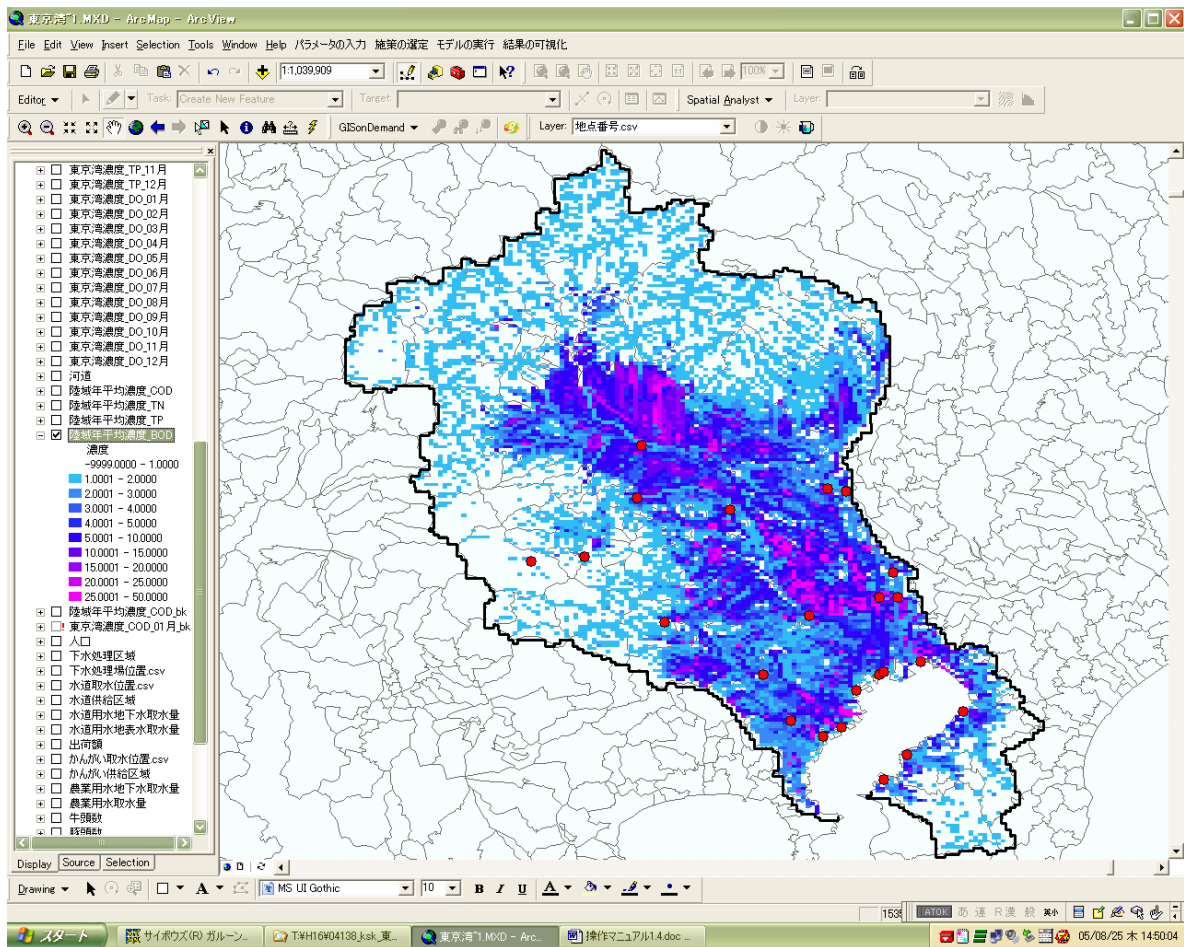 東京湾~1.MXD - ArcMap - ArcView
File Edit View Insert Selection Tools Window Help パラメータの入力 施策の選定 モデルの実行 結果の可視化
1:1,039,909
100%
Editor Task: Create New Feature Target: Spatial Analyst Layer:
GISonDemand Layer: 地点番号.csv
東京湾濃度_TP_11月
東京湾濃度_TP_12月
東京湾濃度_DO_01月
東京湾濃度_DO_02月
東京湾濃度_DO_03月
東京湾濃度_DO_04月
東京湾濃度_DO_05月
東京湾濃度_DO_06月
東京湾濃度_DO_07月
東京湾濃度_DO_08月
東京湾濃度_DO_09月
東京湾濃度_DO_10月
東京湾濃度_DO_11月
東京湾濃度_DO_12月
河道
陸域年平均濃度_COD
陸域年平均濃度_TN
陸域年平均濃度_TP
陸域年平均濃度_BOD
濃度
-9999.0000 - 1.0000
1.0001 - 2.0000
2.0001 - 3.0000
3.0001 - 4.0000
4.0001 - 5.0000
5.0001 - 10.0000
10.0001 - 15.0000
15.0001 - 20.0000
20.0001 - 25.0000
25.0001 - 50.0000
陸域年平均濃度_COD_bk
東京湾濃度_COD_01月_bk
人口
下水処理区域
下水処理場位置.csv
水道取水位置.csv
水道供給区域
水道用水地下水取水量
水道用水地表水取水量
出荷額
かんがい取水位置.csv
かんがい供給区域
農業用水地下水取水量
農業用水取水量
牛頭数
豚頭数
Display Source Selection
Drawing A MS UI Gothic 10 B I U A
1535 ATOK あ 連 R漢 般 英小
スタート サイボウズ(R) ガルーン... T:¥H16¥04138_ksk_東... 東京湾~1.MXD - Arc... 操作マニュアル1.4.doc ... 05/08/25 木 14:50:04